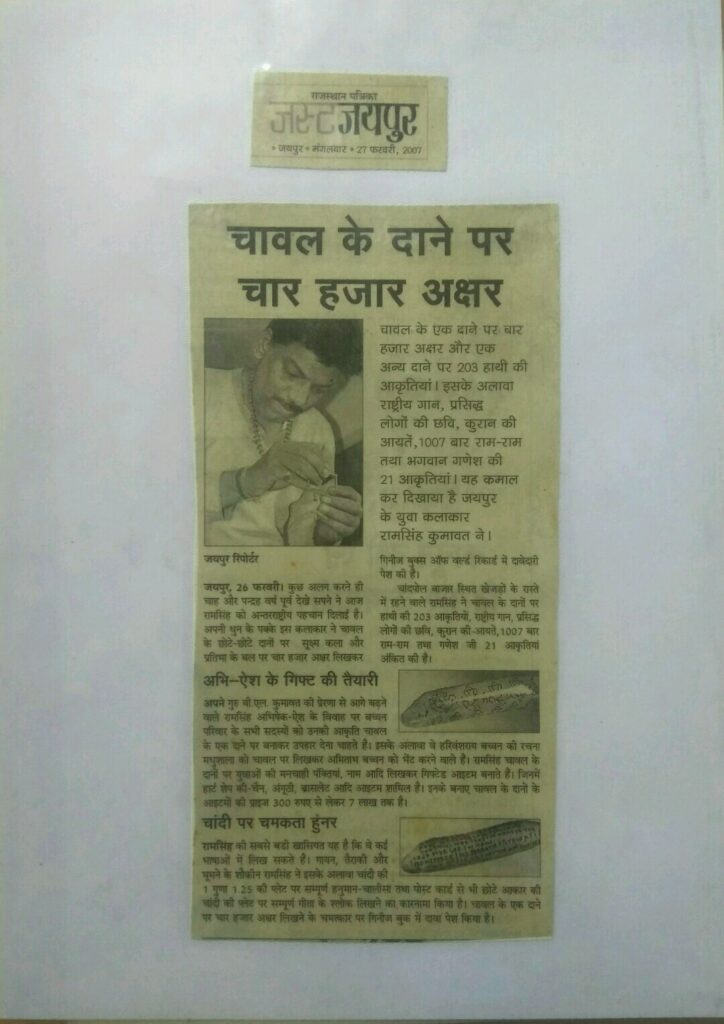 राजस्थान पत्रिका
जस्ट जयपुर
• जयपुर • मंगलवार • 27 फरवरी, 2007
चावल के दाने पर
चार हजार अक्षर
चावल के एक दाने पर चार
हजार अक्षर और एक
अन्य दाने पर 203 हाथी की
आकृतियां। इसके अलावा
राष्ट्रीय गान, प्रसिद्ध
लोगों की छवि, कुरान की
आयतें,1007 बार राम-राम
तथा भगवान गणेश की
21 आकृतियां। यह कमाल
कर दिखाया है जयपुर
के युवा कलाकार
रामसिंह कुमावत ने।
जयपुर रिपोर्टर
जयपुर, 26 फरवरी। कुछ अलग करने ही
चाह और पन्द्रह वर्ष पूर्व देखे सपने ने आज
रामसिंह को अन्तरराष्ट्रीय पहचान दिलाई है।
अपनी धुन के पक्के इस कलाकार ने चावल
के छोटे-छोटे दानों पर सूक्ष्म कला और
प्रतिभा के बल पर चार हजार अक्षर लिखकर
गिनीज बुक्स ऑफ वर्ल्ड रिकार्ड में दावेदारी
पेश की है।
चांदपोल बाजार स्थित खेजड़ों के रास्ते
में रहने वाले रामसिंह ने चावल के दानों पर
हाथी की 203 आकृतियों, राष्ट्रीय गान, प्रसिद्ध
लोगों की छवि, कुरान की-आयतें,1007 बार
राम-राम तथा गणेश जी 21 आकृतियां
अंकित की है।
अभि–ऐश के गिफ्ट की तैयारी
अपने गुरु बी.एल. कुमावत की प्रेरणा से आगे बढ़ने
वाले रामसिंह अभिषेक-ऐश के विवाह पर बच्चन
परिवार के सभी सदस्यों को उनकी आकृति चावल
के एक दाने पर बनाकर उपहार देना चाहते है। इसके अलावा वे हरिवंशराय बच्चन की रचना
मधुशाला को चावल पर लिखकर अमिताभ बच्चन को भेंट करने वाले है। रामसिंह चावल के
दानों पर युवाओं की मनचाही पंक्तियां, नाम आदि लिखकर गिफ्टेड आइटम बनाते है। जिनमें
हार्ट शेप की-चैन, अंगूठी, ब्रासलेट आदि आइटम शामिल है। इनके बनाए चावल के दानों के
आइटमों की प्राइज 300 रुपए से लेकर 7 लाख तक है।
चांदी पर चमकता हुंनर
रामसिंह की सबसे बडी खासियत यह है कि वे कई
भाषाओं में लिख सकते हैं। गायन, तैराकी और
घूमने के शौकीन रामसिंह ने इसके अलावा चांदी की
1 गुणा 1.25 की प्लेट पर सम्पूर्ण हनुमान-चालीसा तथा पोस्ट कार्ड से भी छोटे आकार की
चांदी की प्लेट पर सम्पूर्ण गीता के श्लोक लिखने का कारनामा किया है। चावल के एक दाने
पर चार हजार अक्षर लिखने के चमत्कार पर गिनीज बुक में दावा पेश किया है।